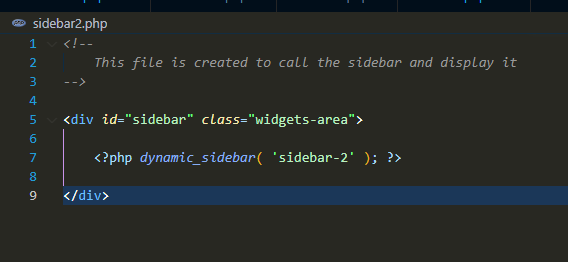 sidebar2.php
1 <!--
2 This file is created to call the sidebar and display it
3 -->
4
5 <div id="sidebar" class="widgets-area">
6
7 <?php dynamic_sidebar( 'sidebar-2' ); ?>
8
9 </div>